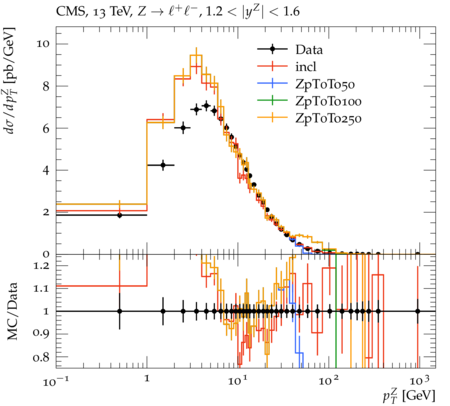 CMS, 13 TeV, Z → ℓ⁺ℓ⁻, 1.2 < |y^Z| < 1.6
dσ/dp_T^Z [pb/GeV]
10
8
6
4
2
0
Data
incl
ZpToTo50
ZpToTo100
ZpToTo250
MC/Data
1.2
1.1
1
0.9
0.8
10⁻¹ 1 10¹ 10² 10³
p_T^Z [GeV]